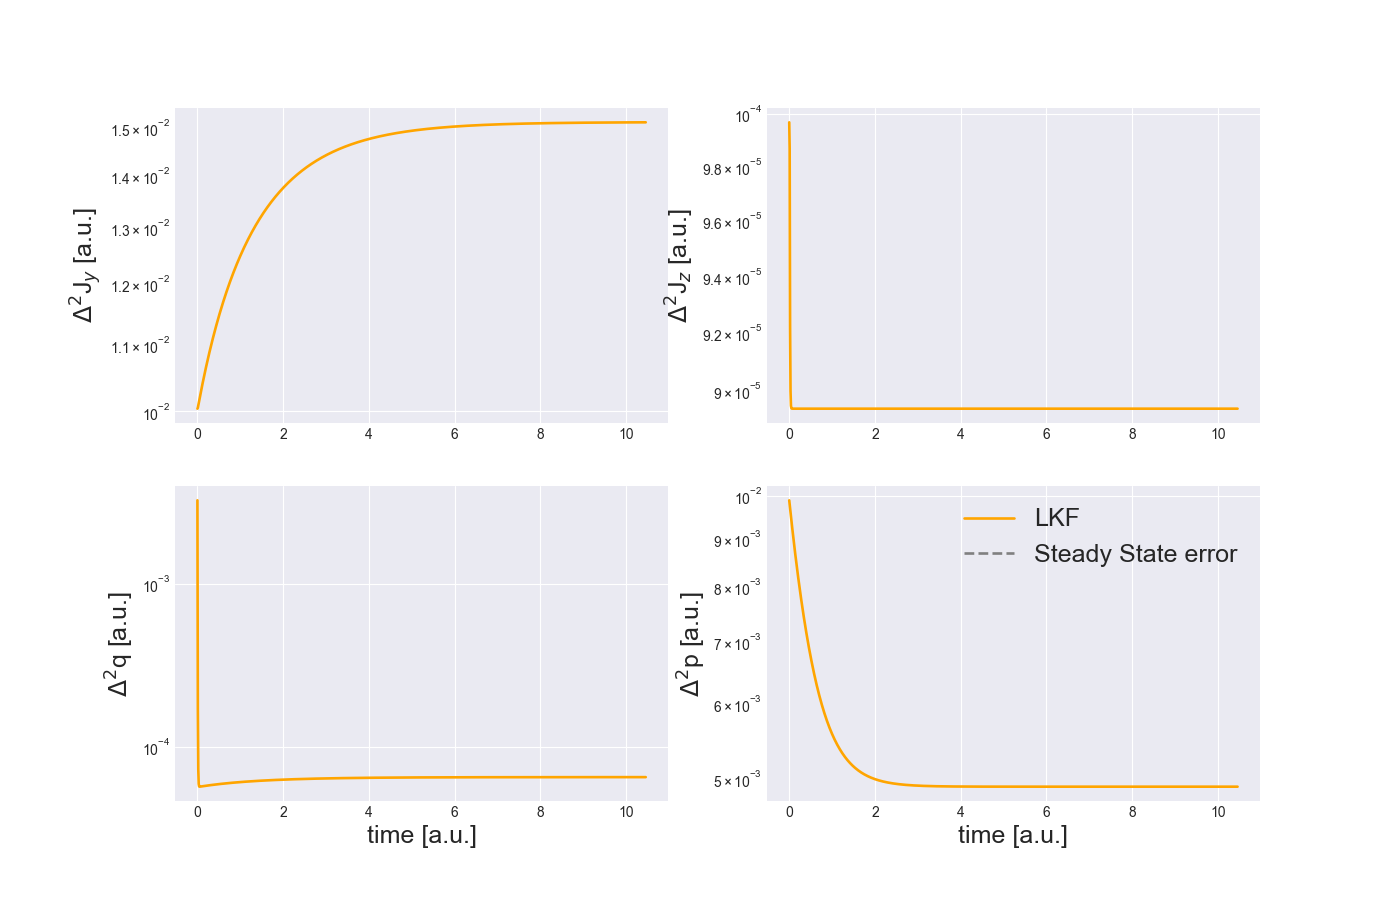 Δ²J_y [a.u.]
1.5×10⁻²
1.4×10⁻²
1.3×10⁻²
1.2×10⁻²
1.1×10⁻²
10⁻²
0 2 4 6 8 10
Δ²J_z [a.u.]
10⁻⁴
9.8×10⁻⁵
9.6×10⁻⁵
9.4×10⁻⁵
9.2×10⁻⁵
9×10⁻⁵
0 2 4 6 8 10
Δ²q [a.u.]
10⁻³
10⁻⁴
0 2 4 6 8 10
time [a.u.]
Δ²p [a.u.]
10⁻²
9×10⁻³
8×10⁻³
7×10⁻³
6×10⁻³
5×10⁻³
LKF
Steady State error
0 2 4 6 8 10
time [a.u.]